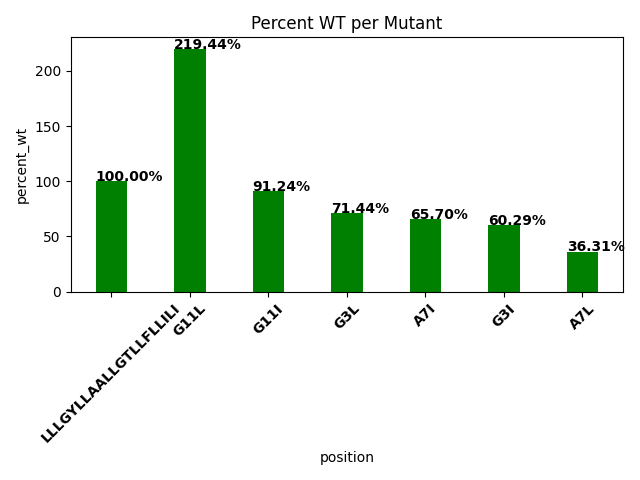 Percent WT per Mutant
percent_wt
200
150
100
50
0
100.00%
219.44%
91.24%
71.44%
65.70%
60.29%
36.31%
LLLGYLLAALLGTLLFLLILI
G11L
G11I
G3L
A7I
G3I
A7L
position